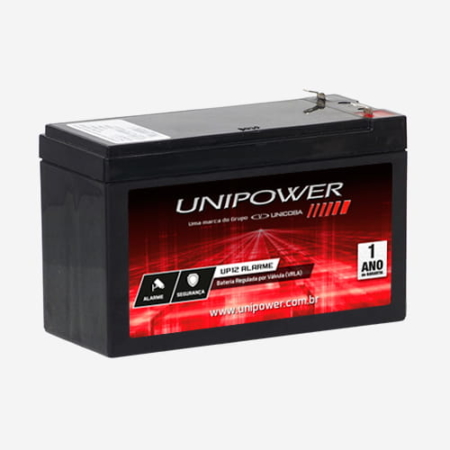 UNIPOWER
Uma marca do Grupo UNICOBA
UP12 ALARME
Bateria Regulada por Válvula (VRLA)
ALARME
SEGURANÇA
1
ANO
www.unipower.com.br